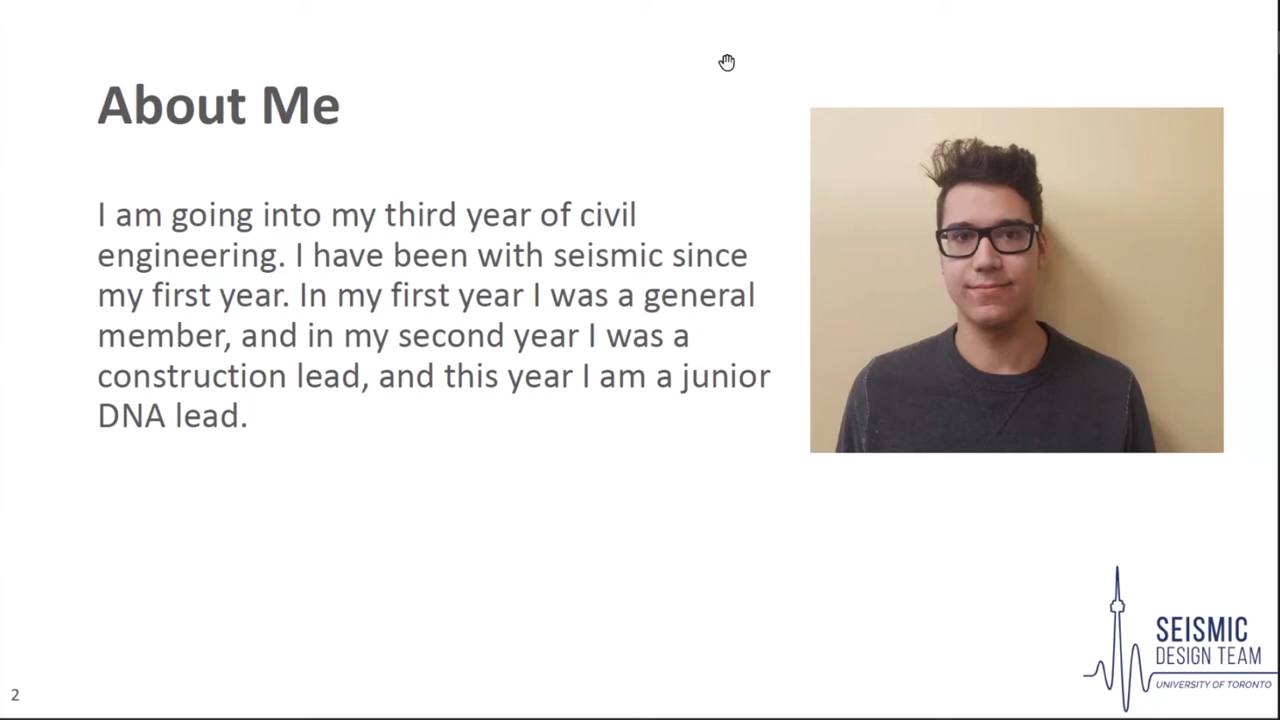 About Me
I am going into my third year of civil
engineering. I have been with seismic since
my first year. In my first year I was a general
member, and in my second year I was a
construction lead, and this year I am a junior
DNA lead.
SEISMIC
DESIGN TEAM
UNIVERSITY OF TORONTO
2